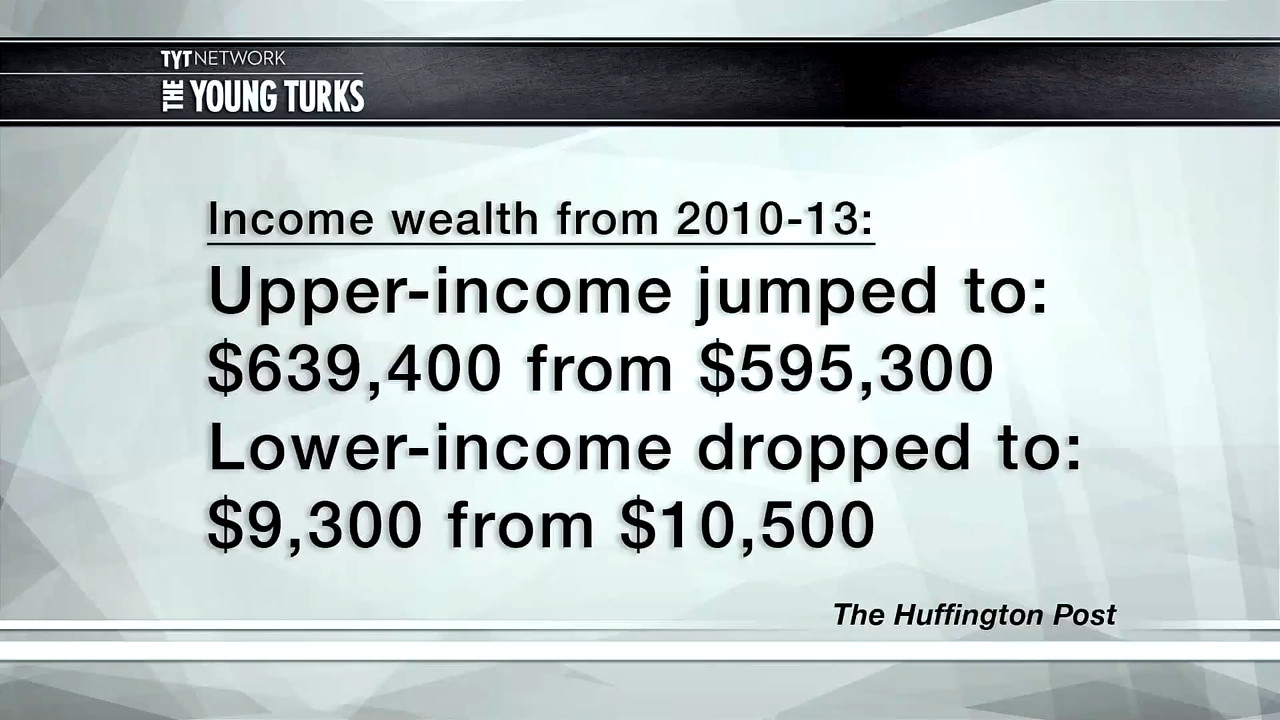 TYT NETWORK
THE YOUNG TURKS
Income wealth from 2010-13:
Upper-income jumped to:
$639,400 from $595,300
Lower-income dropped to:
$9,300 from $10,500
The Huffington Post